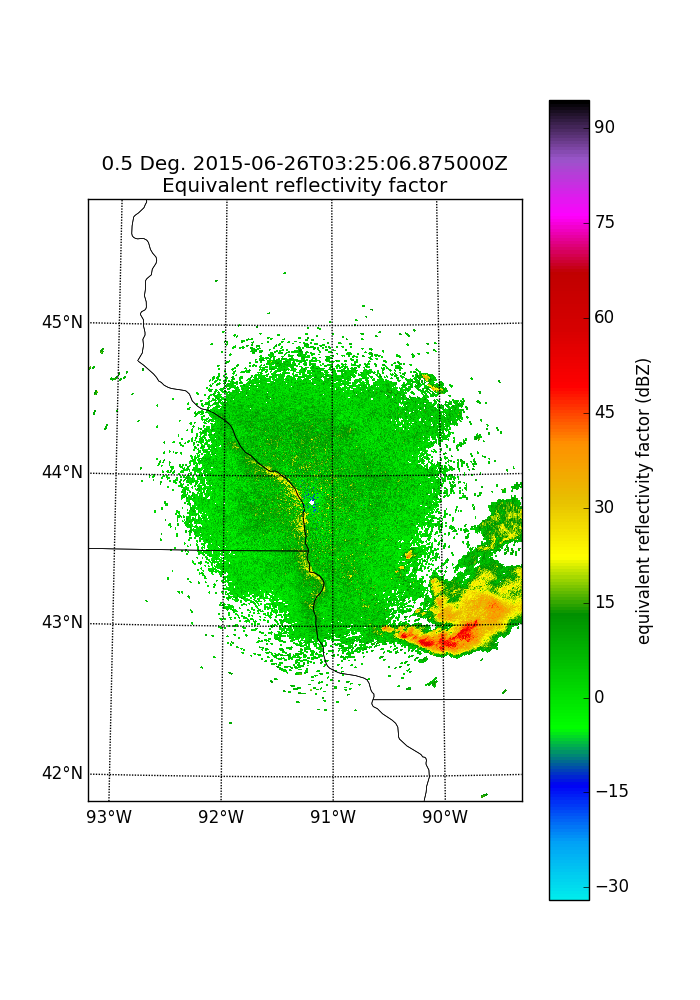 0.5 Deg. 2015-06-26T03:25:06.875000Z
Equivalent reflectivity factor
45°N
44°N
43°N
42°N
93°W 92°W 91°W 90°W
90
75
60
45
30
15
0
−15
−30
equivalent reflectivity factor (dBZ)